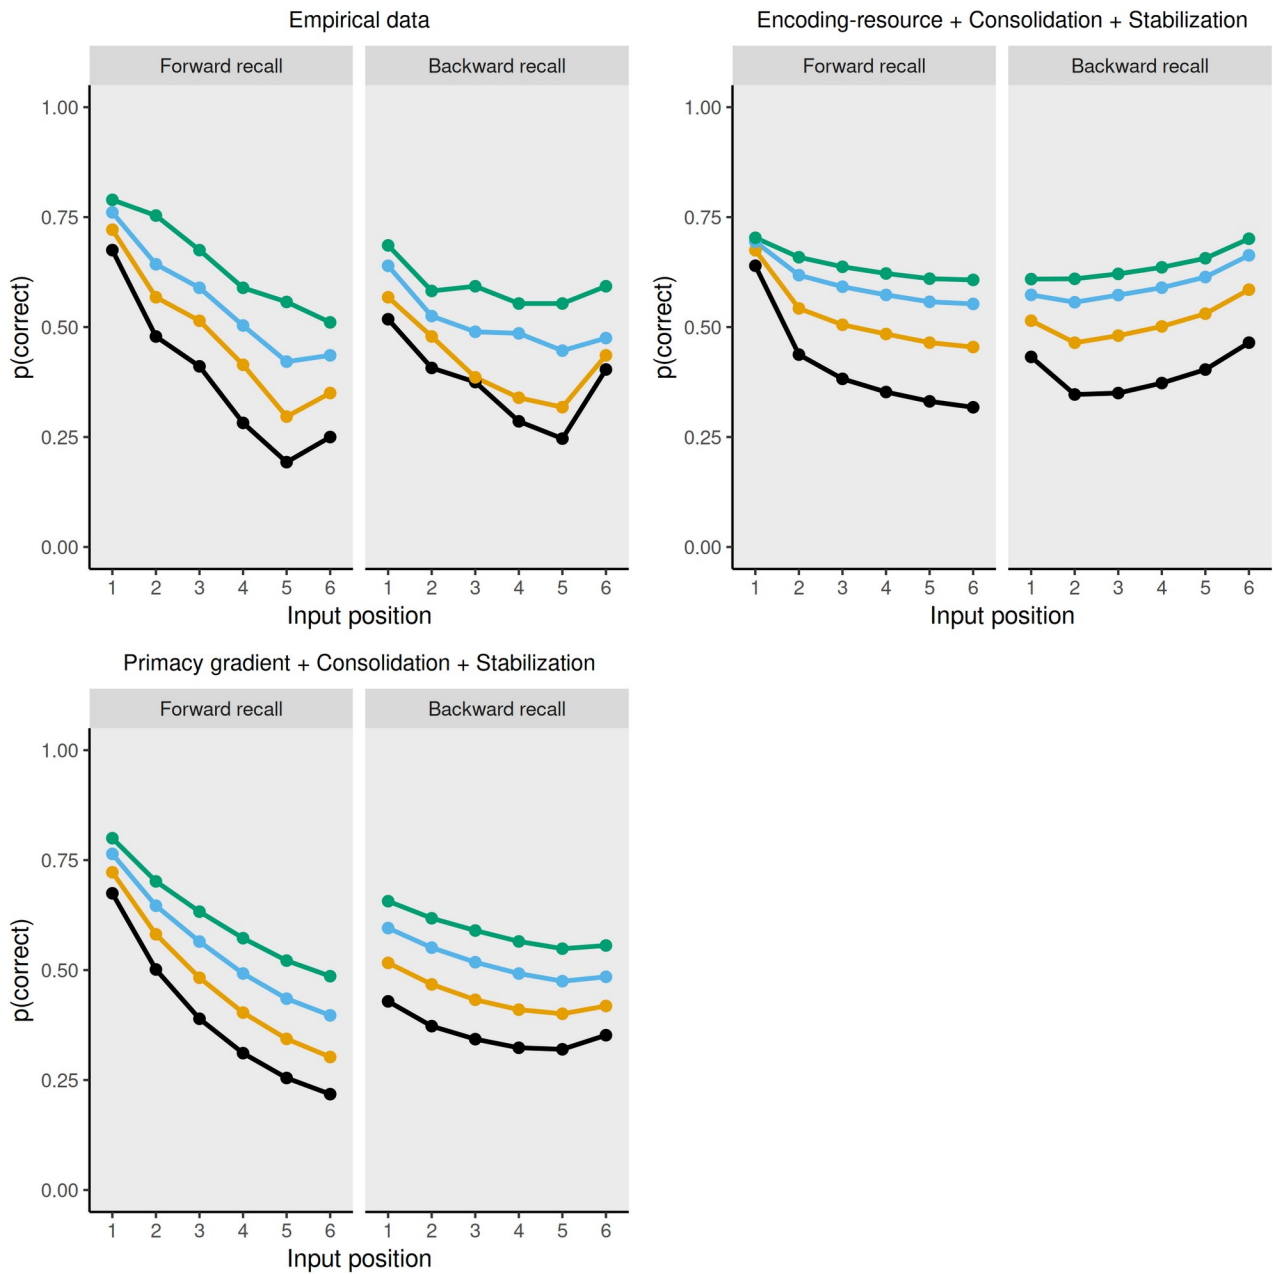 Empirical data
Forward recall Backward recall
1.00
0.75
0.50
0.25
0.00
p(correct)
1 2 3 4 5 6 1 2 3 4 5 6
Input position
Encoding-resource + Consolidation + Stabilization
Forward recall Backward recall
1.00
0.75
0.50
0.25
0.00
p(correct)
1 2 3 4 5 6 1 2 3 4 5 6
Input position
Primacy gradient + Consolidation + Stabilization
Forward recall Backward recall
1.00
0.75
0.50
0.25
0.00
p(correct)
1 2 3 4 5 6 1 2 3 4 5 6
Input position